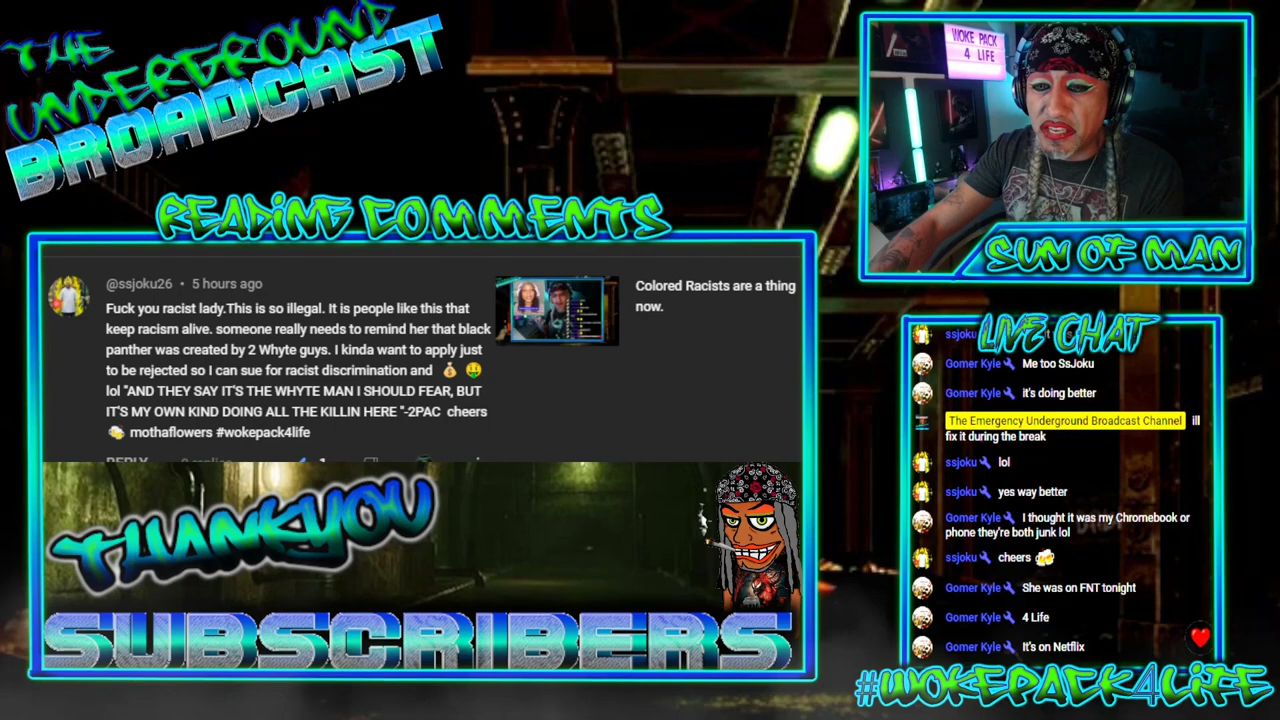 THE
UNDERGROUND
BROADCAST
WOKE PACK
4 LIFE
READING COMMENTS
SUN OF MAN
@ssjoku26 • 5 hours ago
Fuck you racist lady.This is so illegal. It is people like this that
keep racism alive. someone really needs to remind her that black
panther was created by 2 Whyte guys. I kinda want to apply just
to be rejected so I can sue for racist discrimination and 💰 🤑
lol "AND THEY SAY IT'S THE WHYTE MAN I SHOULD FEAR, BUT
IT'S MY OWN KIND DOING ALL THE KILLIN HERE "-2PAC cheers
🍻 mothaflowers #wokepack4life
Colored Racists are a thing
now.
THANKYOU
SUBSCRIBERS
LIVE CHAT
ssjoku
Gomer Kyle Me too SsJoku
Gomer Kyle it's doing better
The Emergency Underground Broadcast Channel ill
fix it during the break
ssjoku lol
ssjoku yes way better
Gomer Kyle I thought it was my Chromebook or
phone they're both junk lol
ssjoku cheers 🍻
Gomer Kyle She was on FNT tonight
Gomer Kyle 4 Life
Gomer Kyle It's on Netflix
#WOKEPACK4LIFE